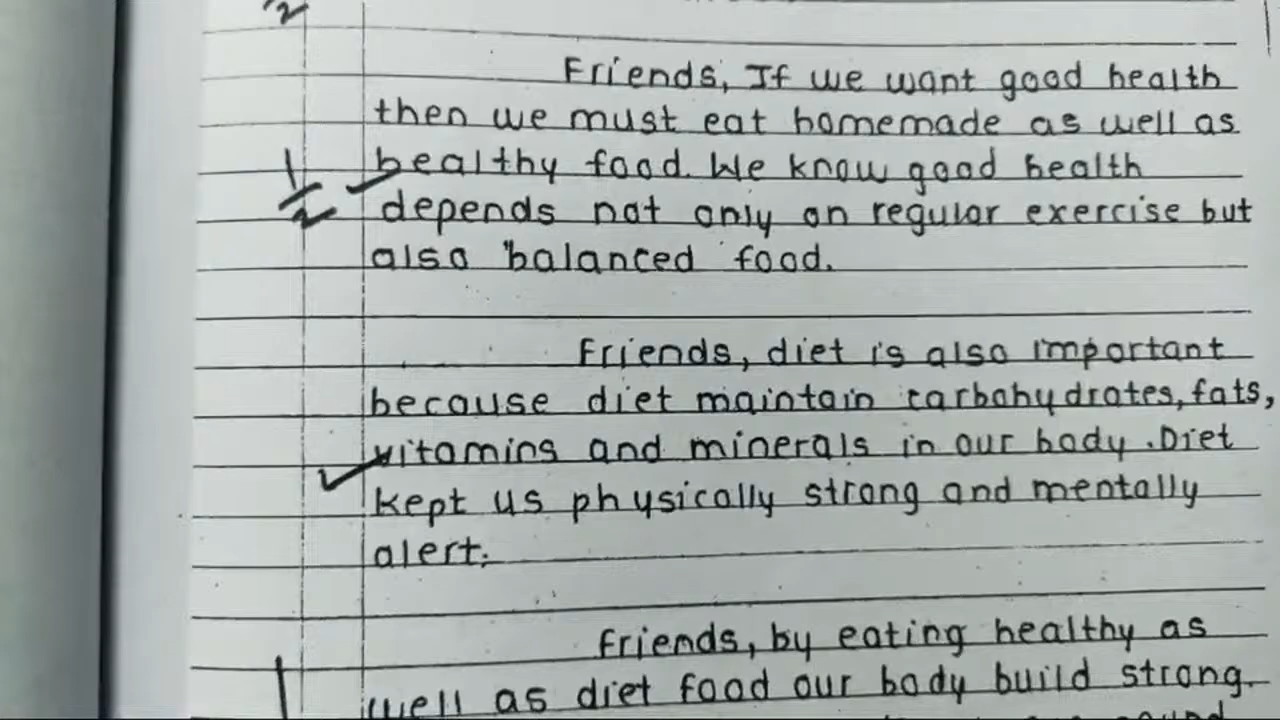 2
Friends, If we want good health
then we must eat homemade as well as
healthy food. We know good health
1/2
depends not only on regular exercise but
also "balanced food.
Friends, diet is also important
because diet maintain carbohydrates, fats,
vitamins and minerals in our body. Diet
kept us physically strong and mentally
alert.
Friends, by eating healthy as
well as diet food our body build strong.